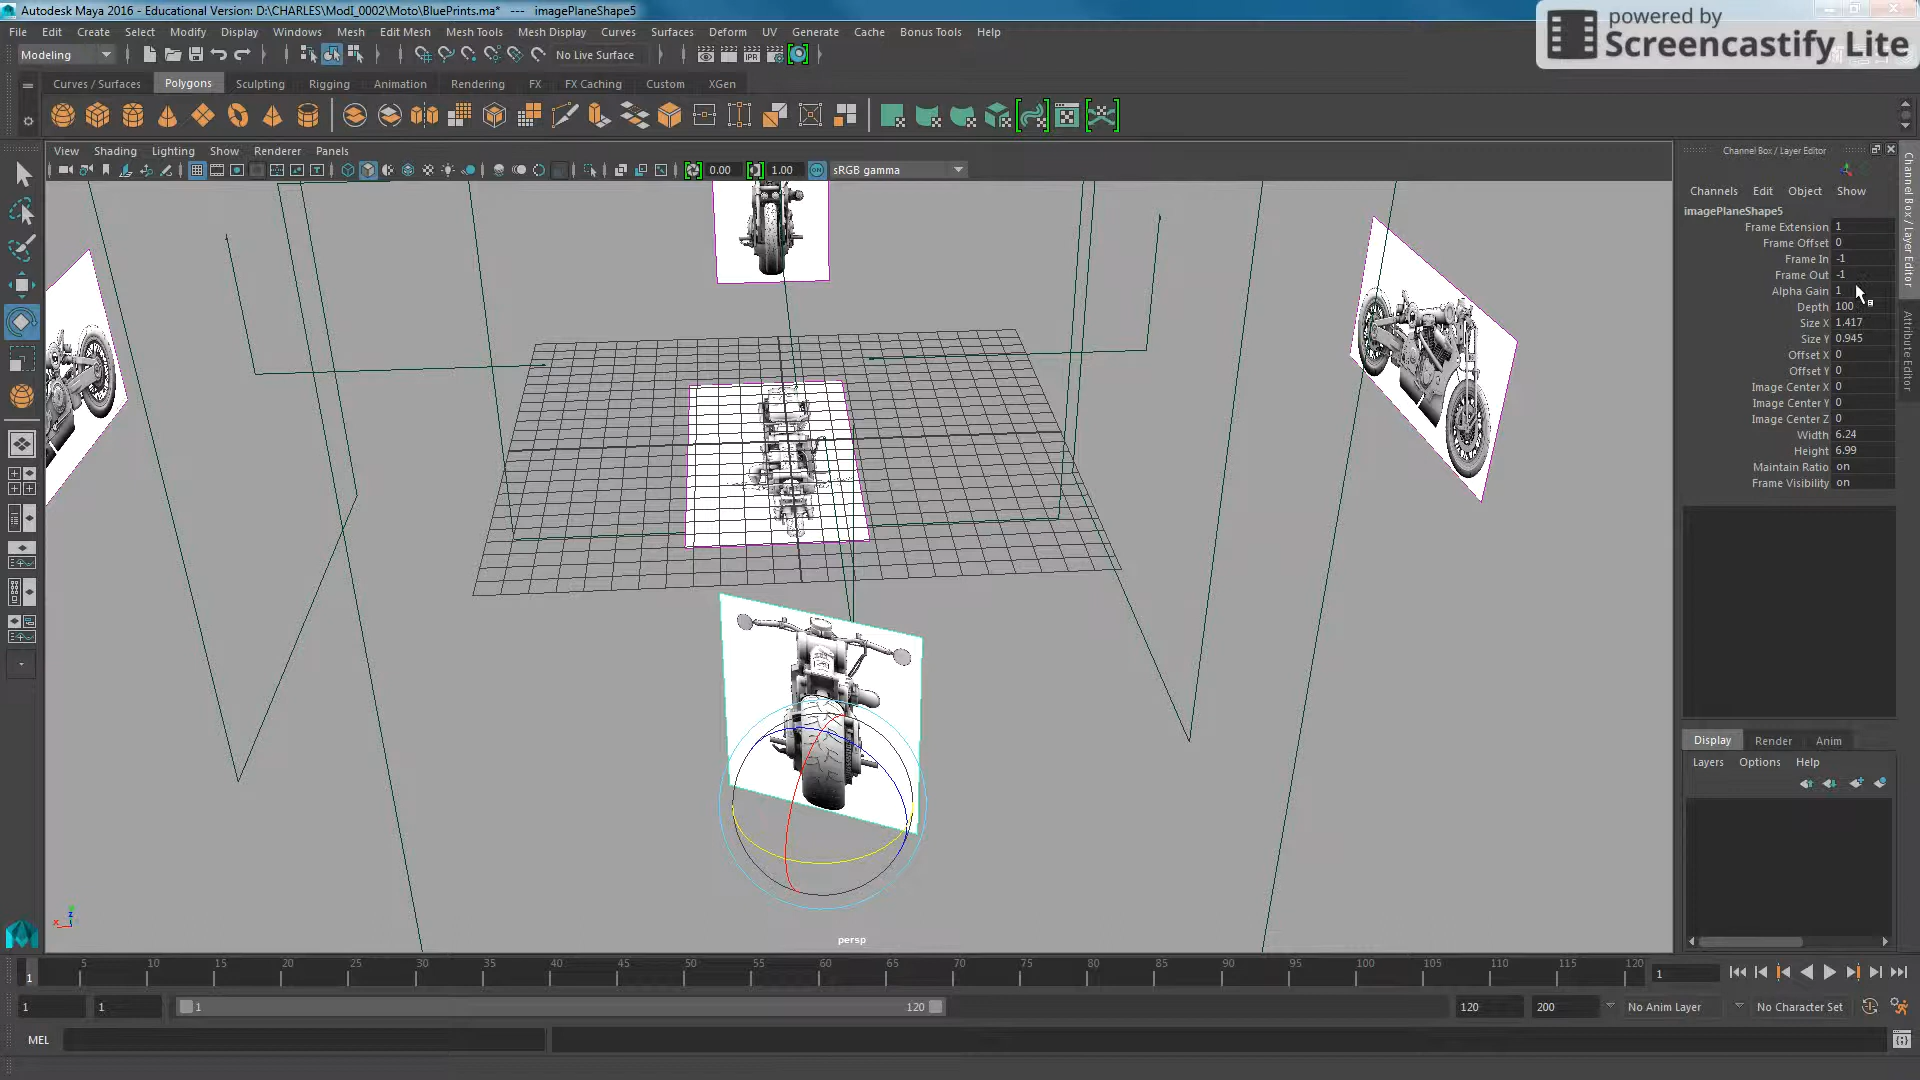 Autodesk Maya 2016 - Educational Version: D:\CHARLES\ModI_0002\Moto\BluePrints.ma*   ---   imagePlaneShape5
powered by
Screencastify Lite
File Edit Create Select Modify Display Windows Mesh Edit Mesh Mesh Tools Mesh Display Curves Surfaces Deform UV Generate Cache Bonus Tools Help
Modeling No Live Surface
Curves / Surfaces Polygons Sculpting Rigging Animation Rendering FX FX Caching Custom XGen
View Shading Lighting Show Renderer Panels
0.00 1.00 sRGB gamma
Channel Box / Layer Editor
Channels Edit Object Show
imagePlaneShape5
Frame Extension 1
Frame Offset 0
Frame In -1
Frame Out -1
Alpha Gain 1
Depth 100
Size X 1.417
Size Y 0.945
Offset X 0
Offset Y 0
Image Center X 0
Image Center Y 0
Image Center Z 0
Width 6.24
Height 6.99
Maintain Ratio on
Frame Visibility on
Channel Box / Layer Editor
Attribute Editor
Display Render Anim
Layers Options Help
z
x
persp
1 5 10 15 20 25 30 35 40 45 50 55 60 65 70 75 80 85 90 95 100 105 110 115 120 1
1 1 1 120 120 200 No Anim Layer No Character Set
MEL